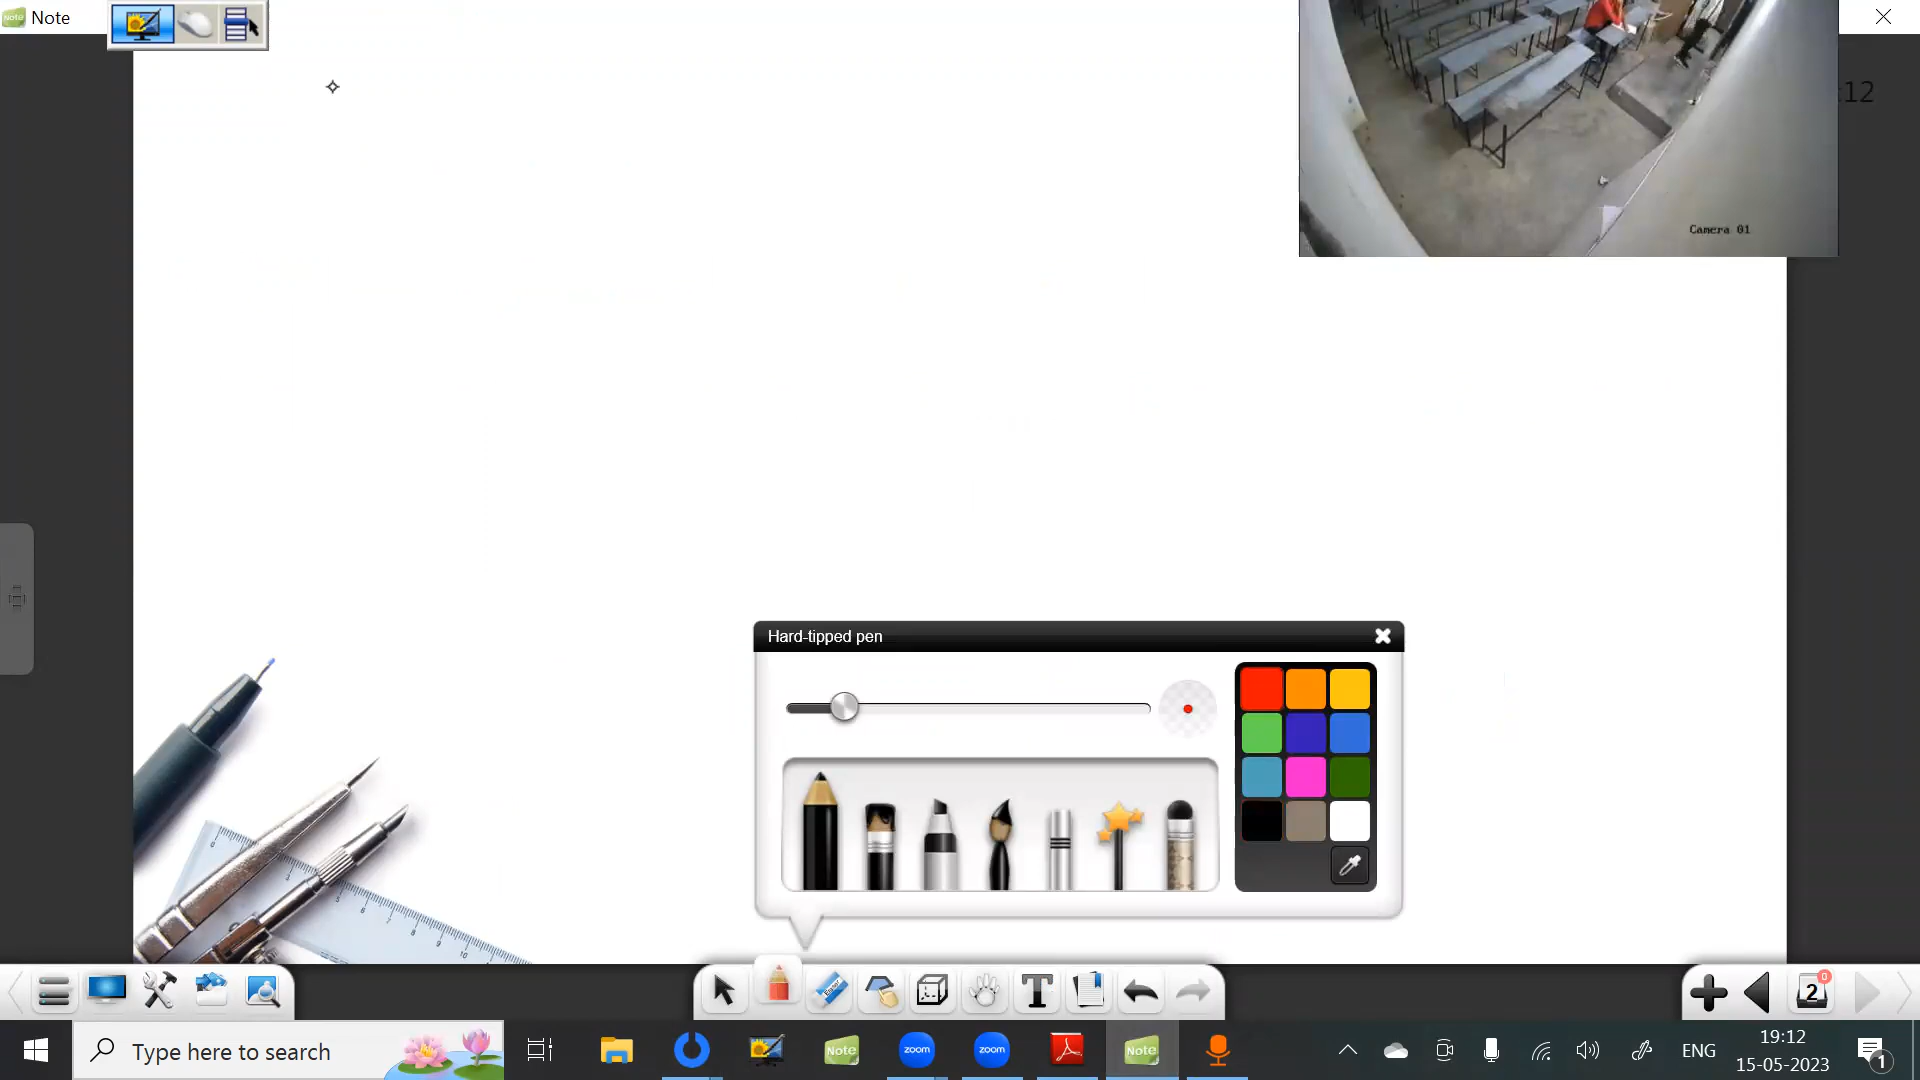 Note
:12
Camera 01
Hard-tipped pen
2
0
Type here to search
zoom
zoom
Note
Note
ENG
19:12
15-05-2023
1